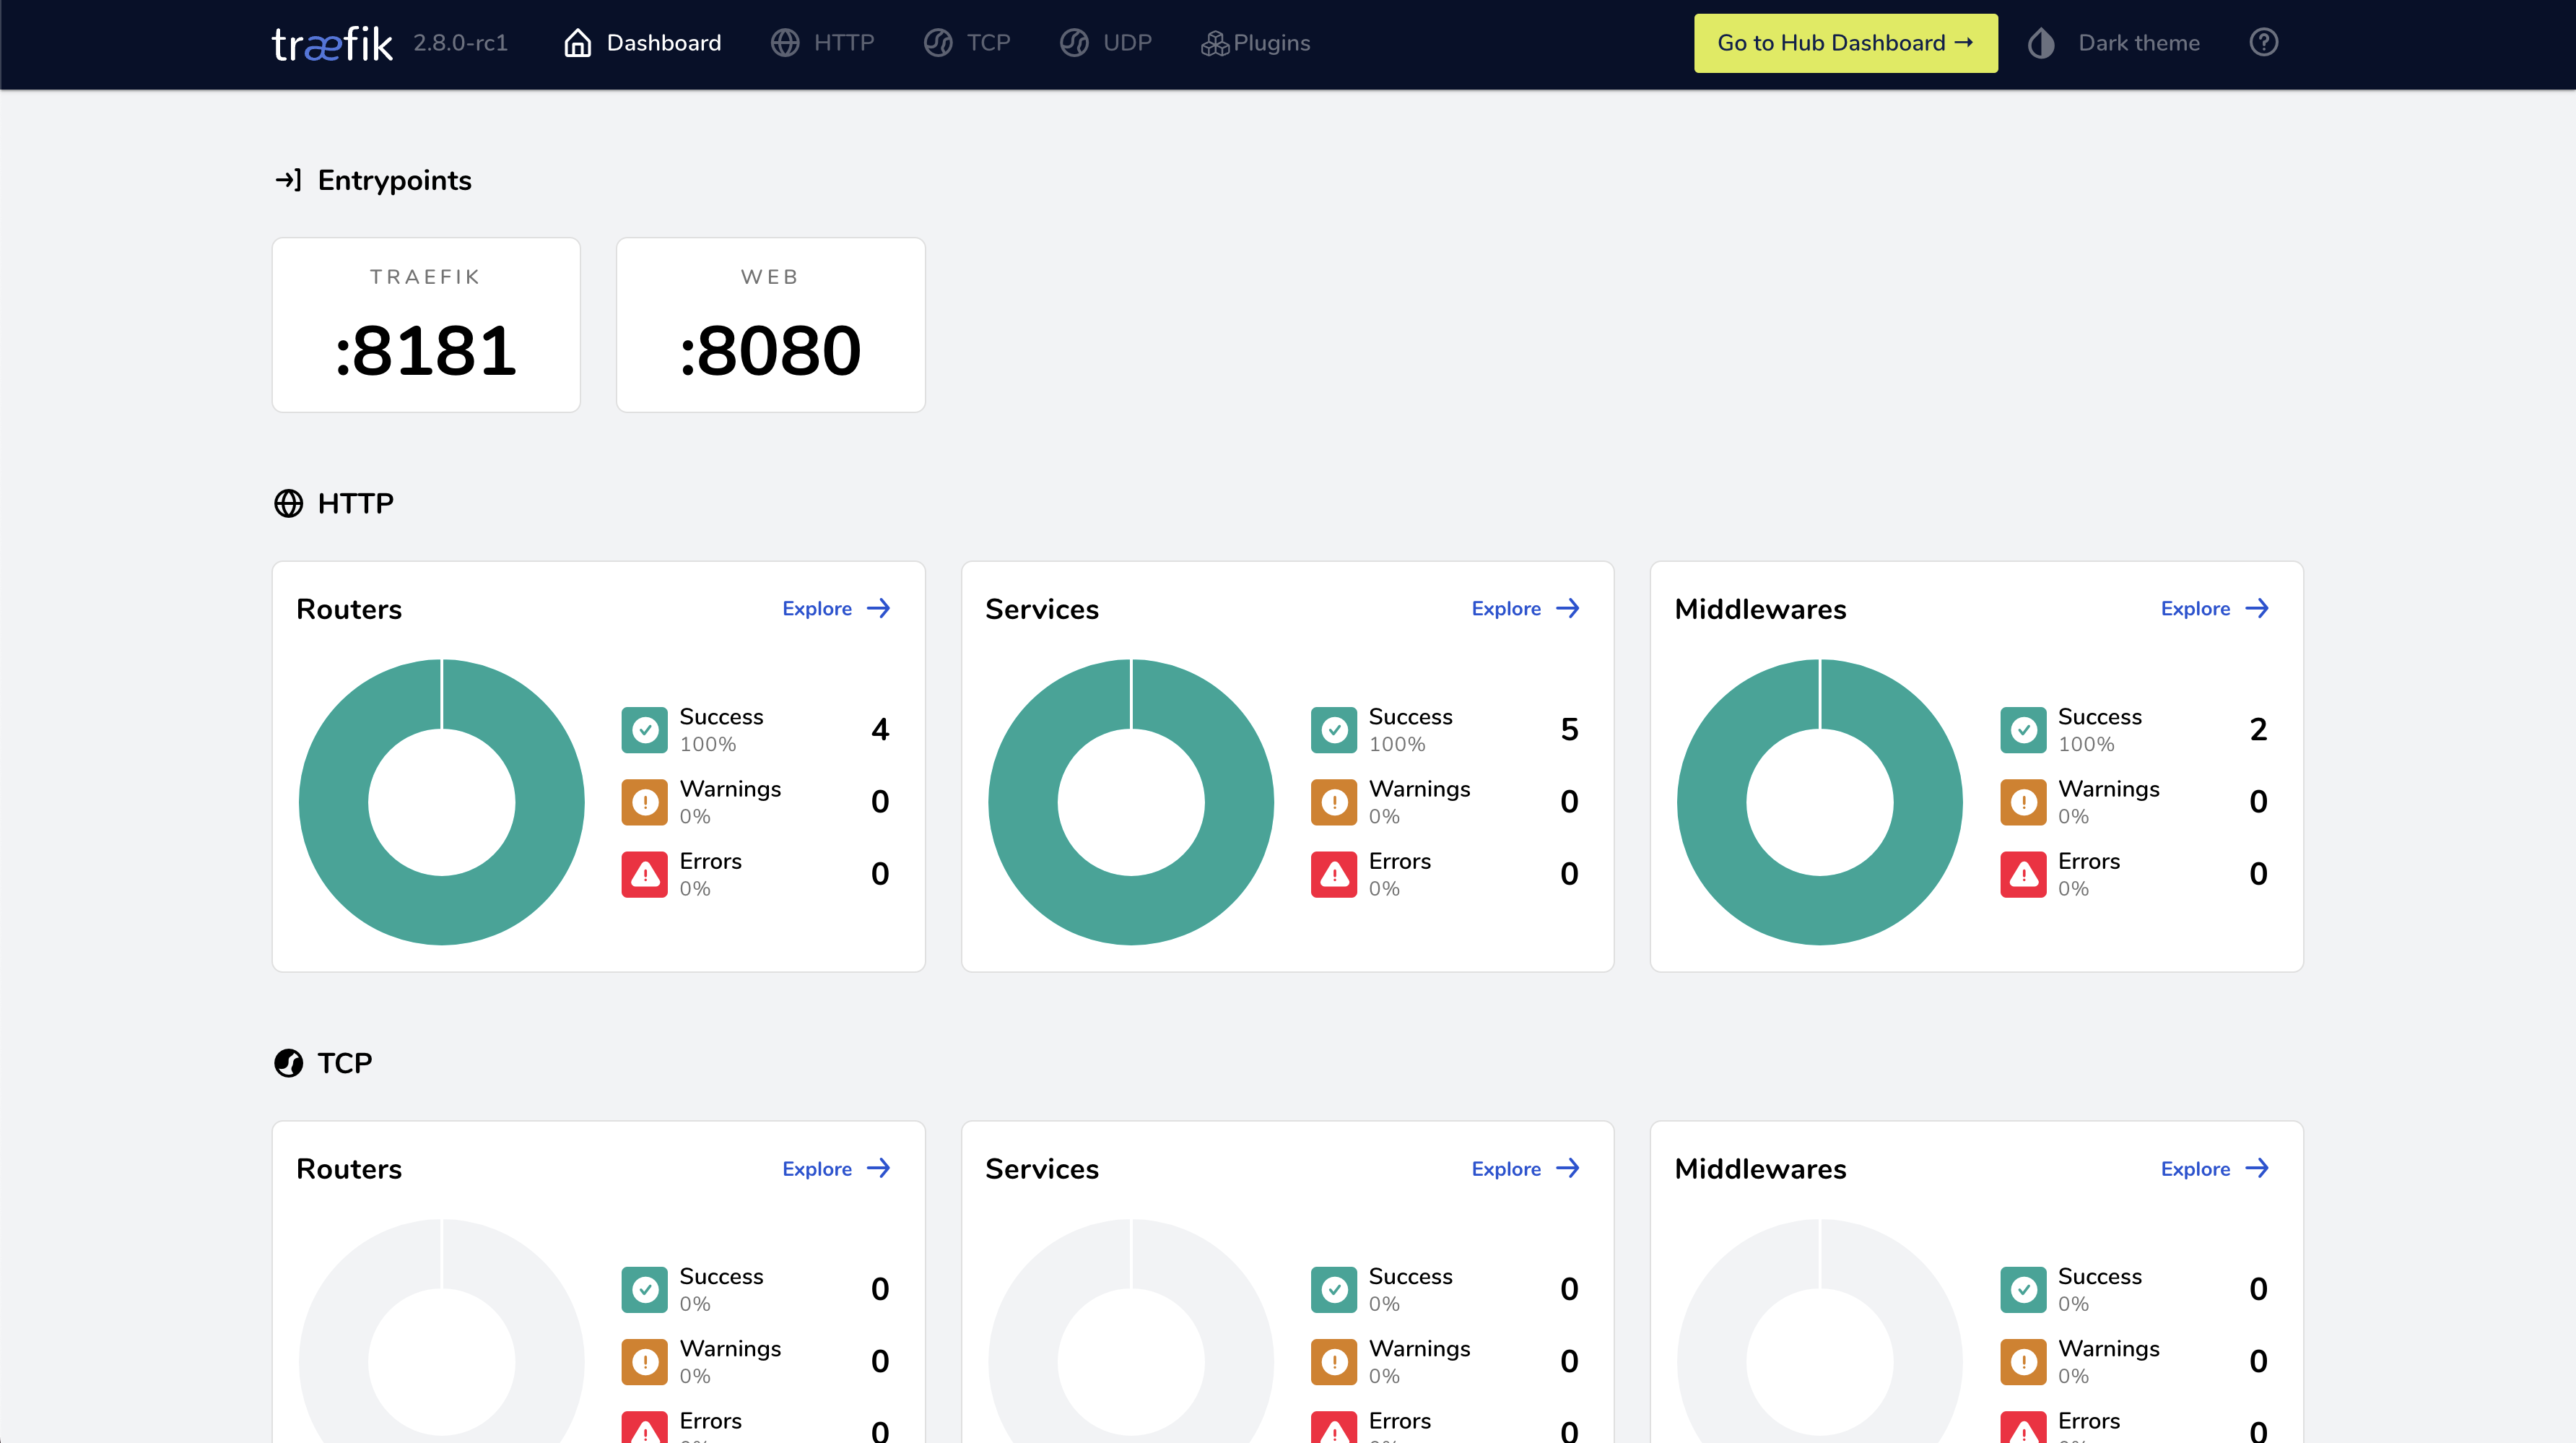 træfik 2.8.0-rc1 Dashboard HTTP TCP UDP Plugins Go to Hub Dashboard → Dark theme ?
Entrypoints
TRAEFIK WEB
:8181 :8080
HTTP
Routers Explore → Services Explore → Middlewares Explore →
Success 4 Success 5 Success 2
100% 100% 100%
Warnings 0 Warnings 0 Warnings 0
0% 0% 0%
Errors 0 Errors 0 Errors 0
0% 0% 0%
TCP
Routers Explore → Services Explore → Middlewares Explore →
Success 0 Success 0 Success 0
0% 0% 0%
Warnings 0 Warnings 0 Warnings 0
0% 0% 0%
Errors 0 Errors 0 Errors 0